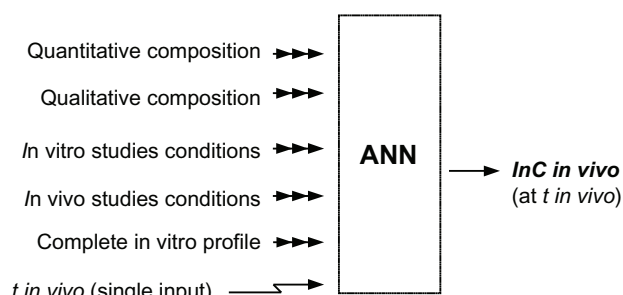 Quantitative composition
Qualitative composition
In vitro studies conditions
In vivo studies conditions
Complete in vitro profile
t in vivo (single input)
ANN
InC in vivo
(at t in vivo)